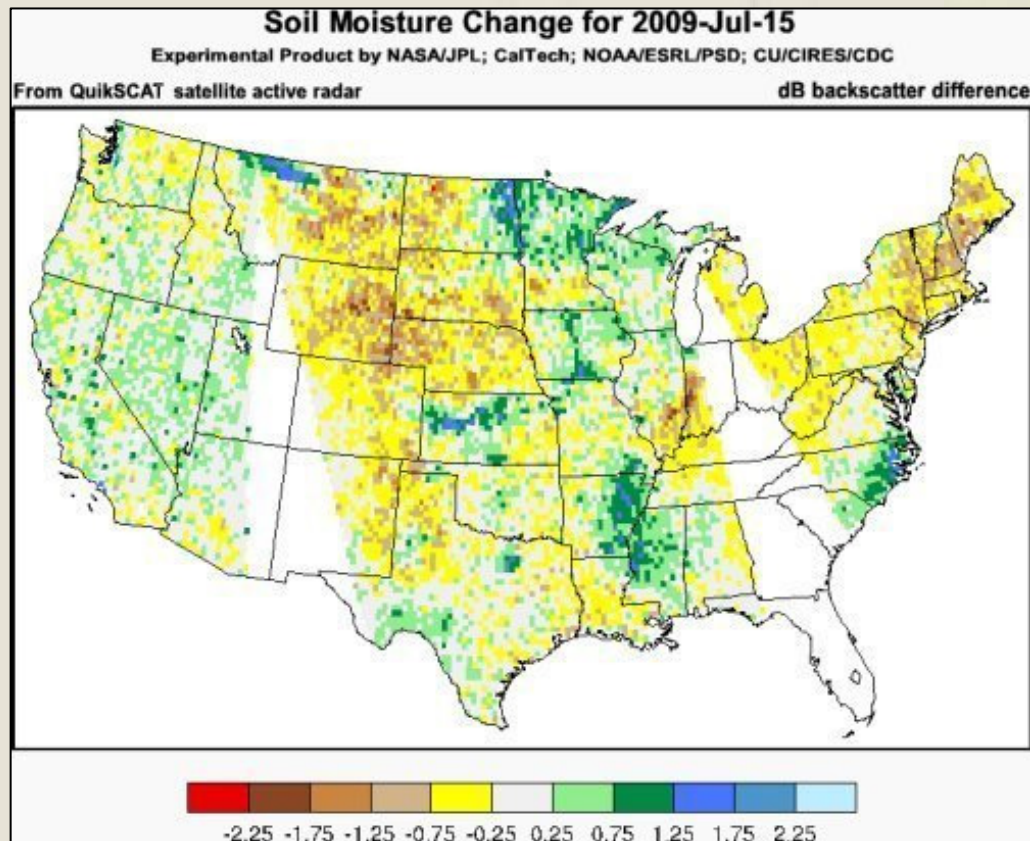 Soil Moisture Change for 2009-Jul-15
Experimental Product by NASA/JPL; CalTech; NOAA/ESRL/PSD; CU/CIRES/CDC
From QuikSCAT satellite active radar dB backscatter difference
-2.25 -1.75 -1.25 -0.75 -0.25 0.25 0.75 1.25 1.75 2.25